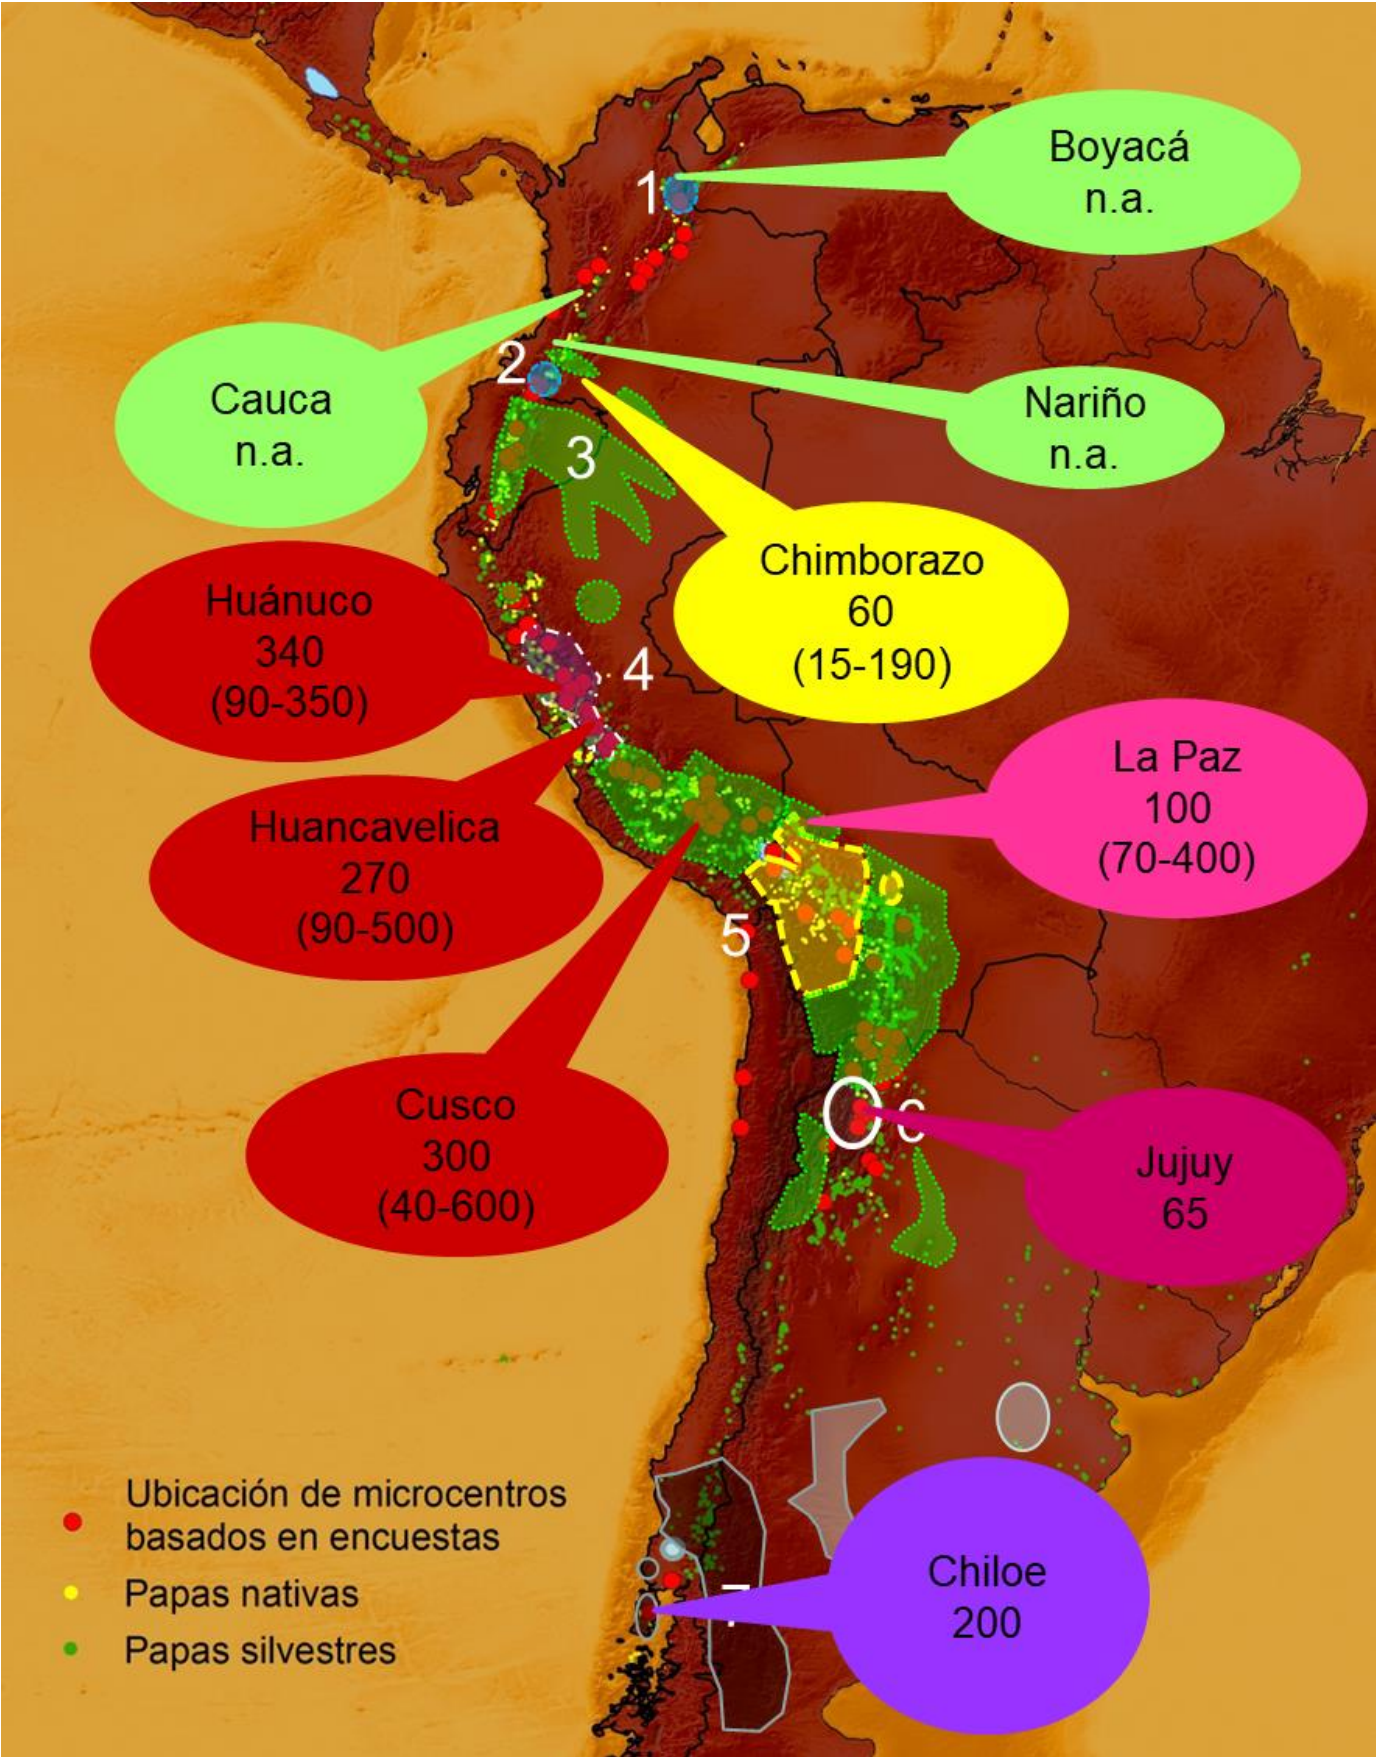 Boyacá
n.a.
1
Cauca
n.a.
2
Nariño
n.a.
3
Chimborazo
60
(15-190)
Huánuco
340
(90-350)
4
La Paz
100
(70-400)
Huancavelica
270
(90-500)
5
Cusco
300
(40-600)
6
Jujuy
65
Ubicación de microcentros
basados en encuestas
Papas nativas
Papas silvestres
7
Chiloe
200